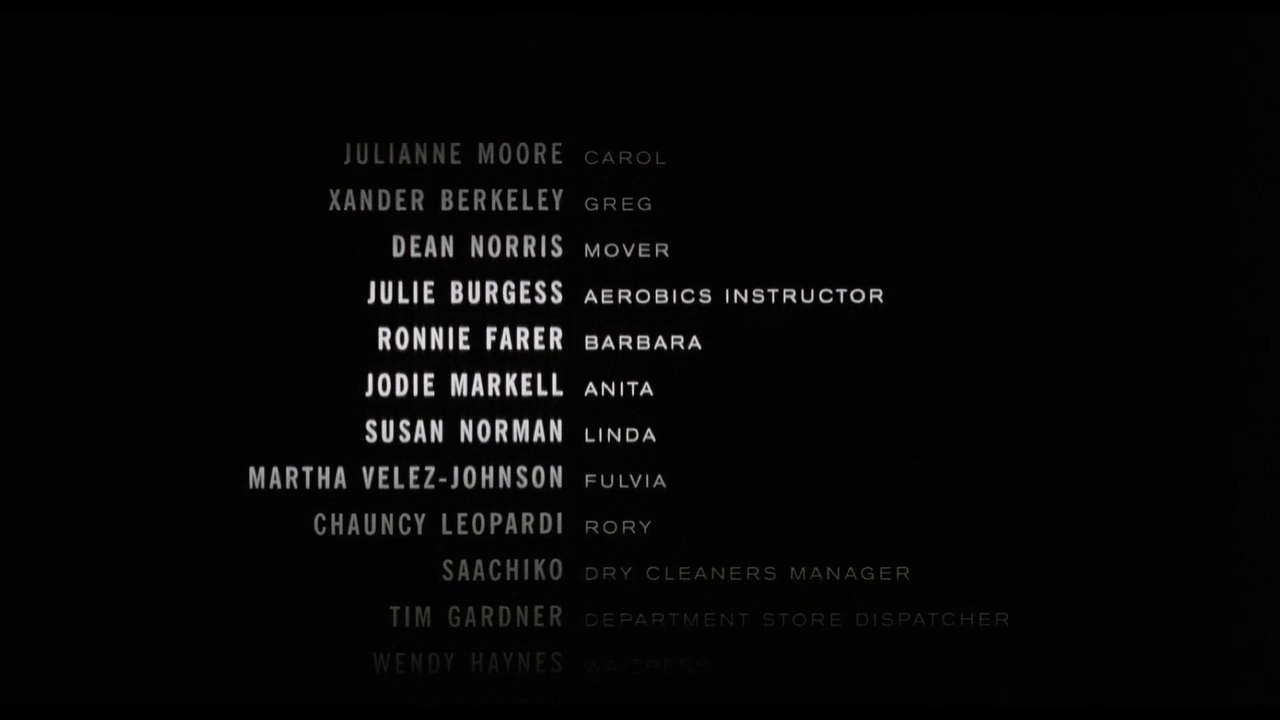 JULIANNE MOORE CAROL
XANDER BERKELEY GREG
DEAN NORRIS MOVER
JULIE BURGESS AEROBICS INSTRUCTOR
RONNIE FARER BARBARA
JODIE MARKELL ANITA
SUSAN NORMAN LINDA
MARTHA VELEZ-JOHNSON FULVIA
CHAUNCY LEOPARDI RORY
SAACHIKO DRY CLEANERS MANAGER
TIM GARDNER DEPARTMENT STORE DISPATCHER
WENDY HAYNES WAITRESS